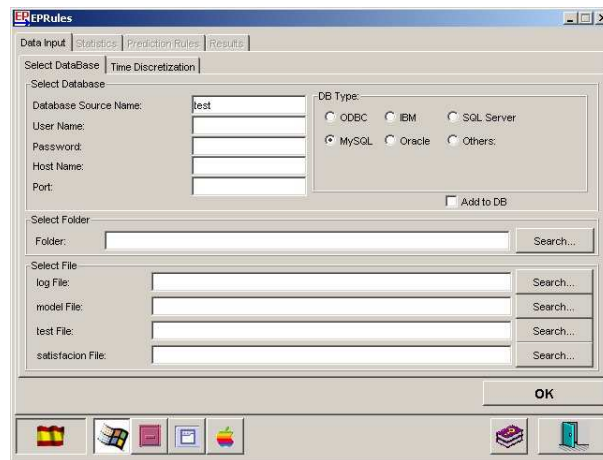 EPRules
Data Input Statistics Prediction Rules Results
Select DataBase Time Discretization
Select Database
Database Source Name: test
User Name:
Password:
Host Name:
Port:
DB Type:
ODBC IBM SQL Server
MySQL Oracle Others:
Add to DB
Select Folder
Folder: Search...
Select File
log File: Search...
model File: Search...
test File: Search...
satisfacion File: Search...
OK